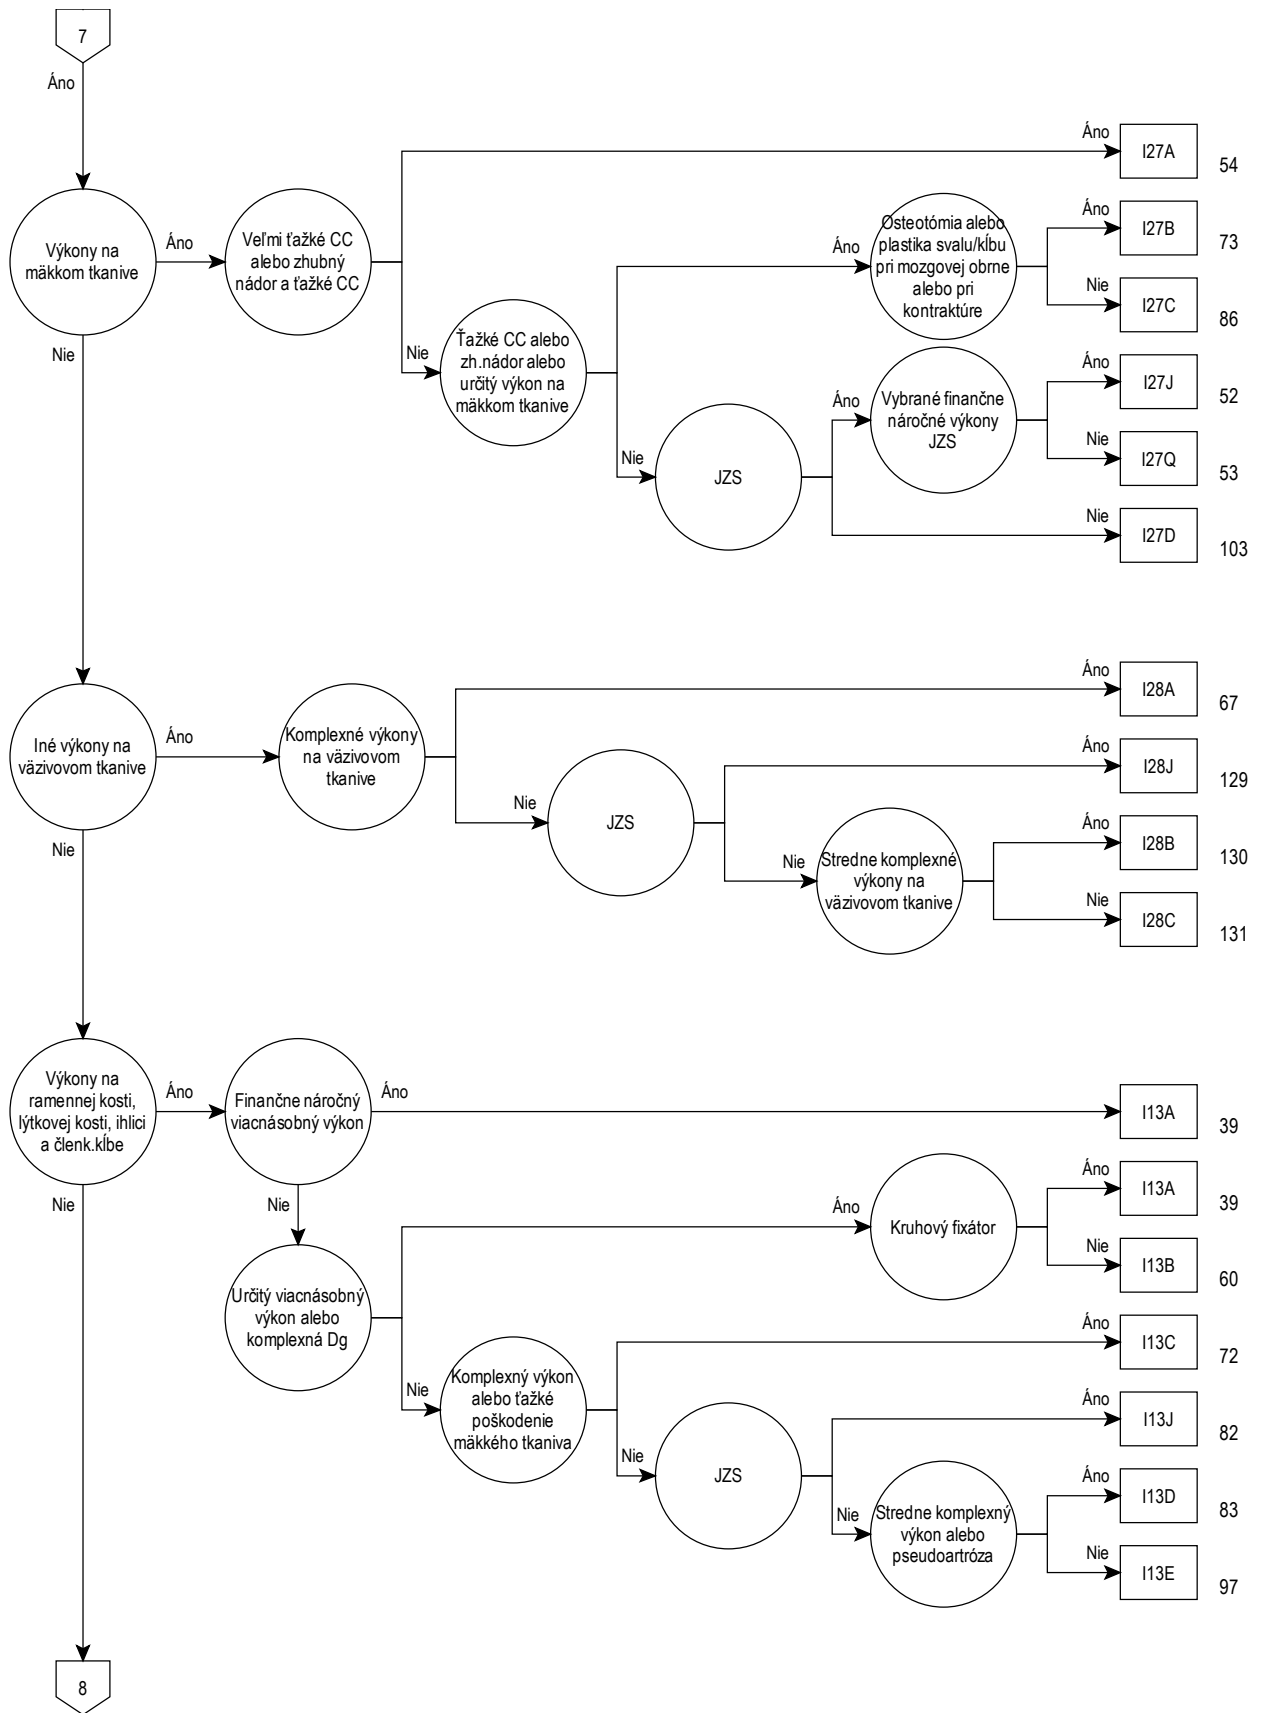 7
Áno
Výkony na
mäkkom tkanive
Áno
Nie
Veľmi ťažké CC
alebo zhubný
nádor a ťažké CC
Áno
I27A
54
Nie
Ťažké CC alebo
zh.nádor alebo
určitý výkon na
mäkkom tkanive
Áno
Osteotómia alebo
plastika svalu/kĺbu
pri mozgovej obrne
alebo pri
kontraktúre
Áno
I27B
73
Nie
I27C
86
Nie
JZS
Áno
Vybrané finančne
náročné výkony
JZS
Áno
I27J
52
Nie
I27Q
53
Nie
I27D
103
Iné výkony na
väzivovom tkanive
Áno
Nie
Komplexné výkony
na väzivovom
tkanive
Áno
I28A
67
Nie
JZS
Áno
I28J
129
Nie
Stredne komplexné
výkony na
väzivovom tkanive
Áno
I28B
130
Nie
I28C
131
Výkony na
ramennej kosti,
lýtkovej kosti, ihlici
a členk.kĺbe
Áno
Nie
Finančne náročný
viacnásobný výkon
Áno
I13A
39
Nie
Určitý viacnásobný
výkon alebo
komplexná Dg
Áno
Kruhový fixátor
Áno
I13A
39
Nie
I13B
60
Nie
Komplexný výkon
alebo ťažké
poškodenie
mäkkého tkaniva
Áno
I13C
72
Nie
JZS
Áno
I13J
82
Nie
Stredne komplexný
výkon alebo
pseudoartróza
Áno
I13D
83
Nie
I13E
97
8